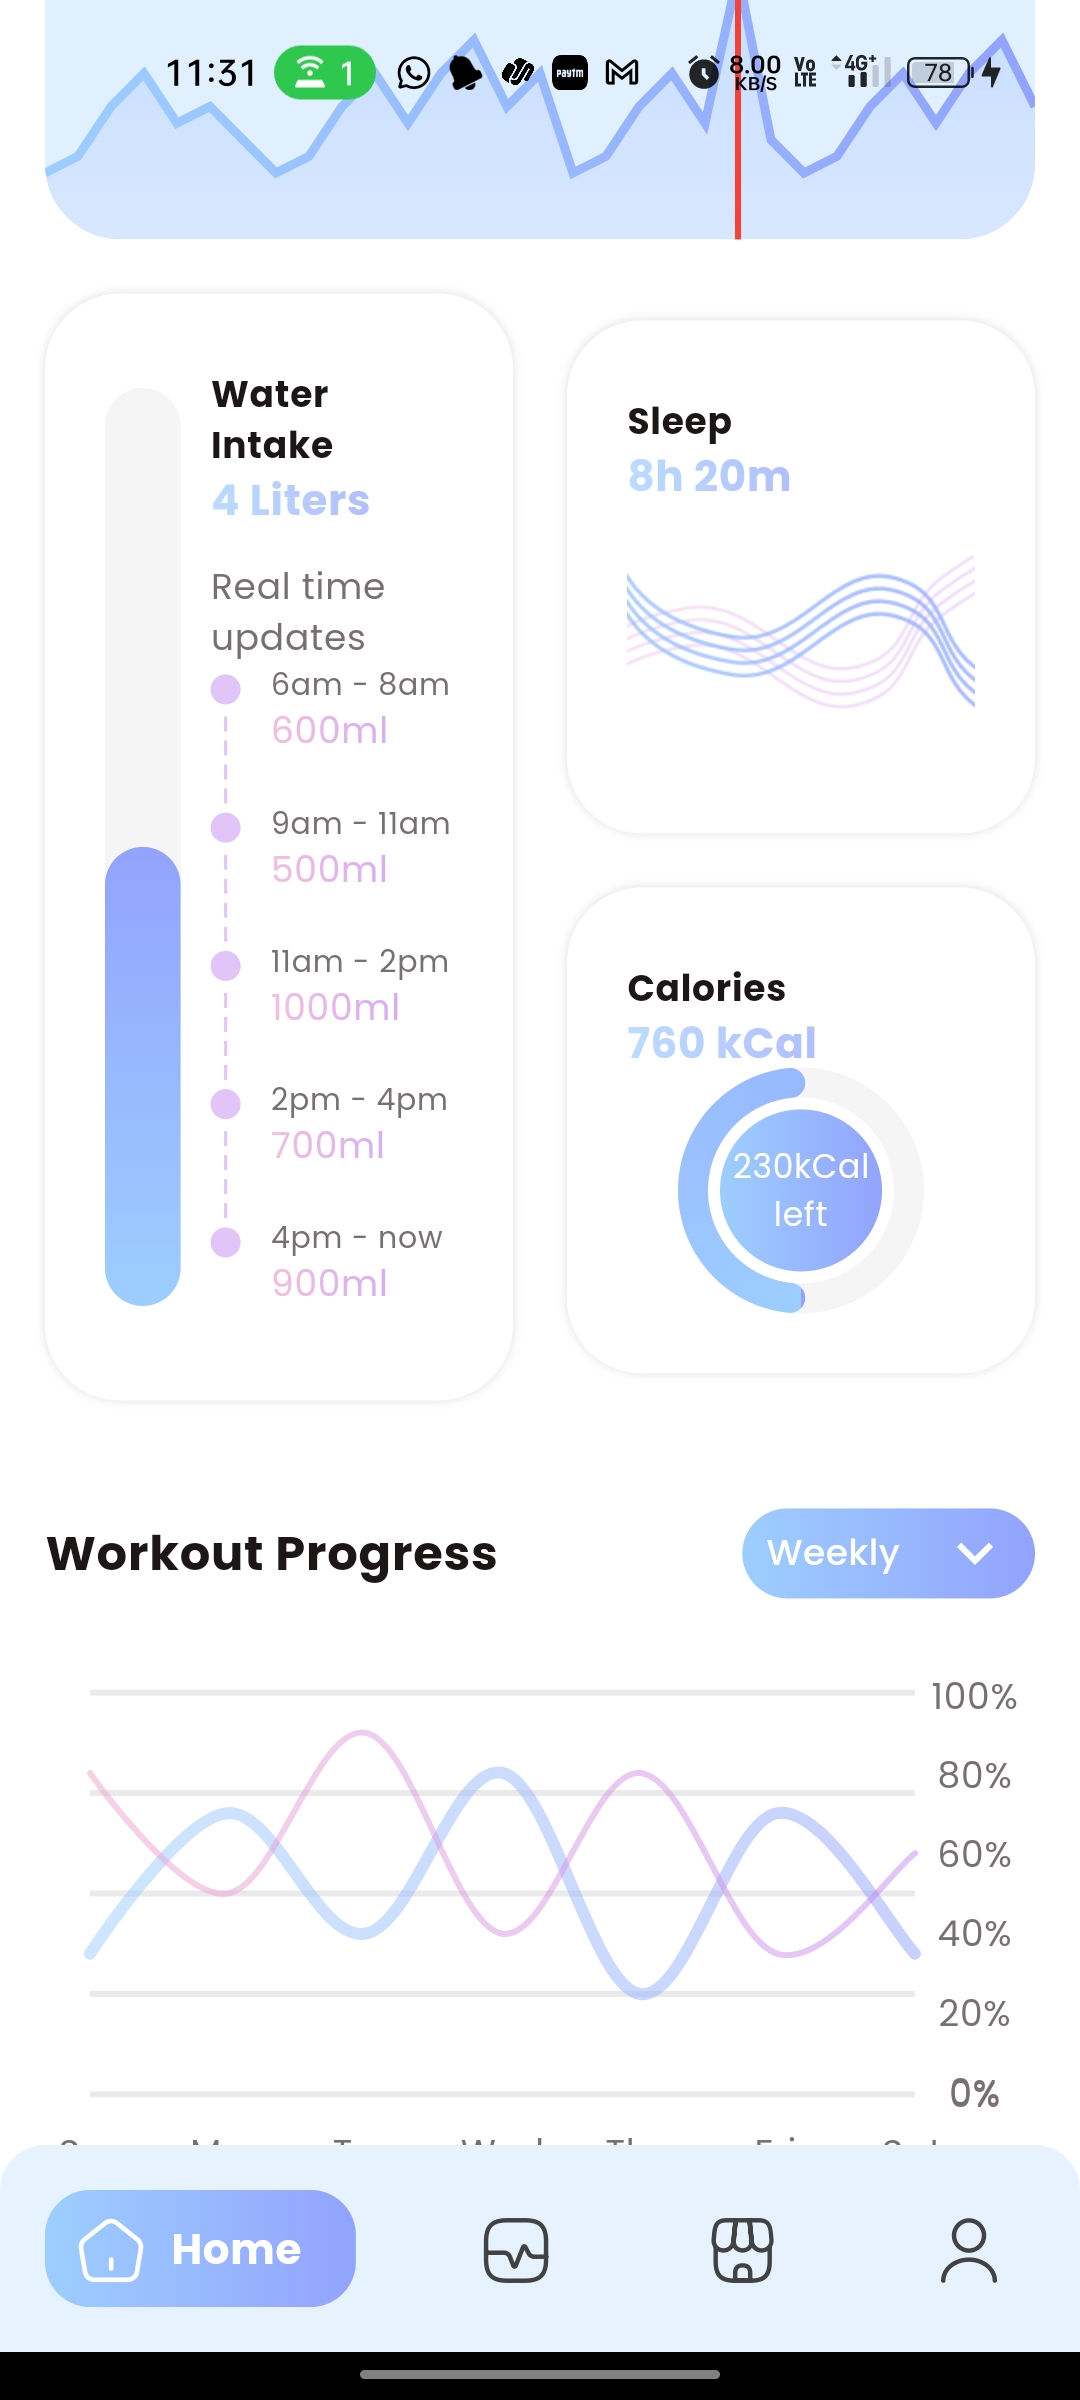 11:31
1
Paytm
8.00
KB/S
Vo
LTE
4G+
78
Water
Intake
4 Liters
Real time
updates
6am - 8am
600ml
9am - 11am
500ml
11am - 2pm
1000ml
2pm - 4pm
700ml
4pm - now
900ml
Sleep
8h 20m
Calories
760 kCal
230kCal
left
Workout Progress
Weekly
100%
80%
60%
40%
20%
0%
Home